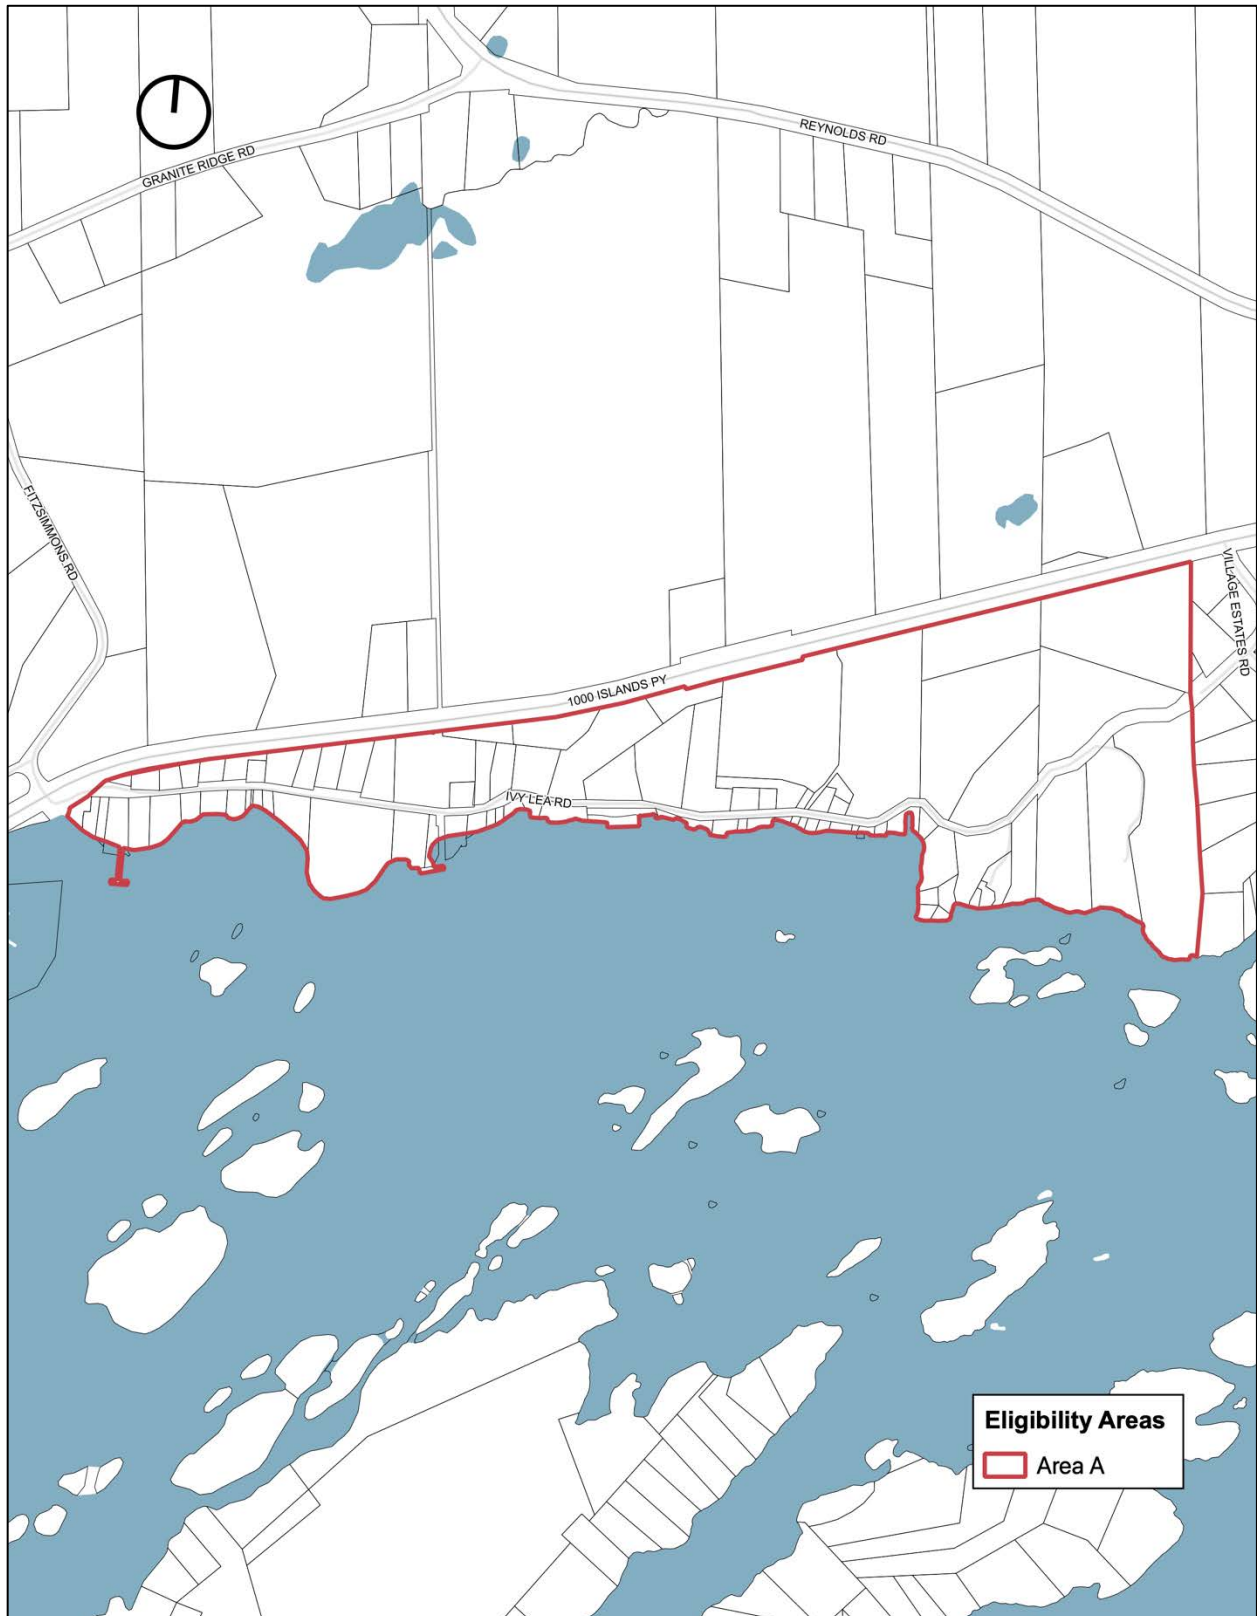 REYNOLDS RD
GRANITE RIDGE RD
FITZSIMMONS RD
VILLAGE ESTATES RD
1000 ISLANDS PY
IVY LEA RD
Eligibility Areas
Area A